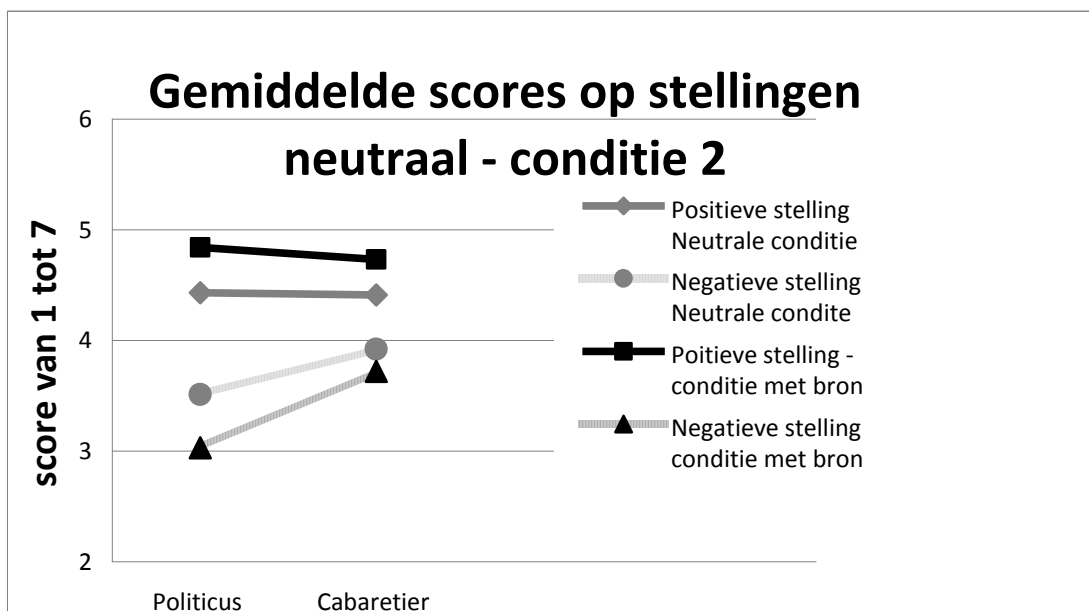 Gemiddelde scores op stellingen
neutraal - conditie 2
score van 1 tot 7
6
5
4
3
2
Politicus
Cabaretier
Positieve stelling
Neutrale conditie
Negatieve stelling
Neutrale condite
Poitieve stelling -
conditie met bron
Negatieve stelling
conditie met bron